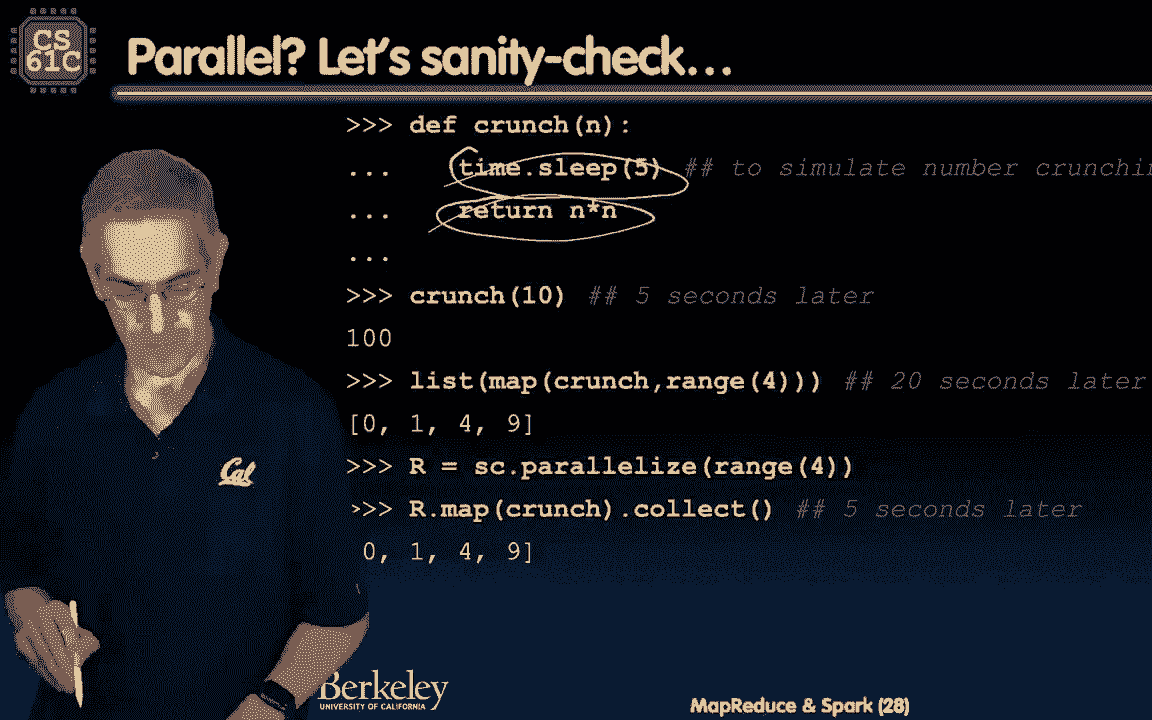 CS
61C
Parallel? Let's sanity-check...
>>> def crunch(n):
... time.sleep(5) ## to simulate number
... return n*n
...
>>> crunch(10) ## 5 seconds later
100
>>> list(map(crunch,range(4))) ## 20 seconds later
[0, 1, 4, 9]
>>> R = sc.parallelize(range(4))
>>> R.map(crunch).collect() ## 5 seconds later
0, 1, 4, 9]
Cal
Berkeley
UNIVERSITY OF CALIFORNIA
MapReduce & Spark (28)